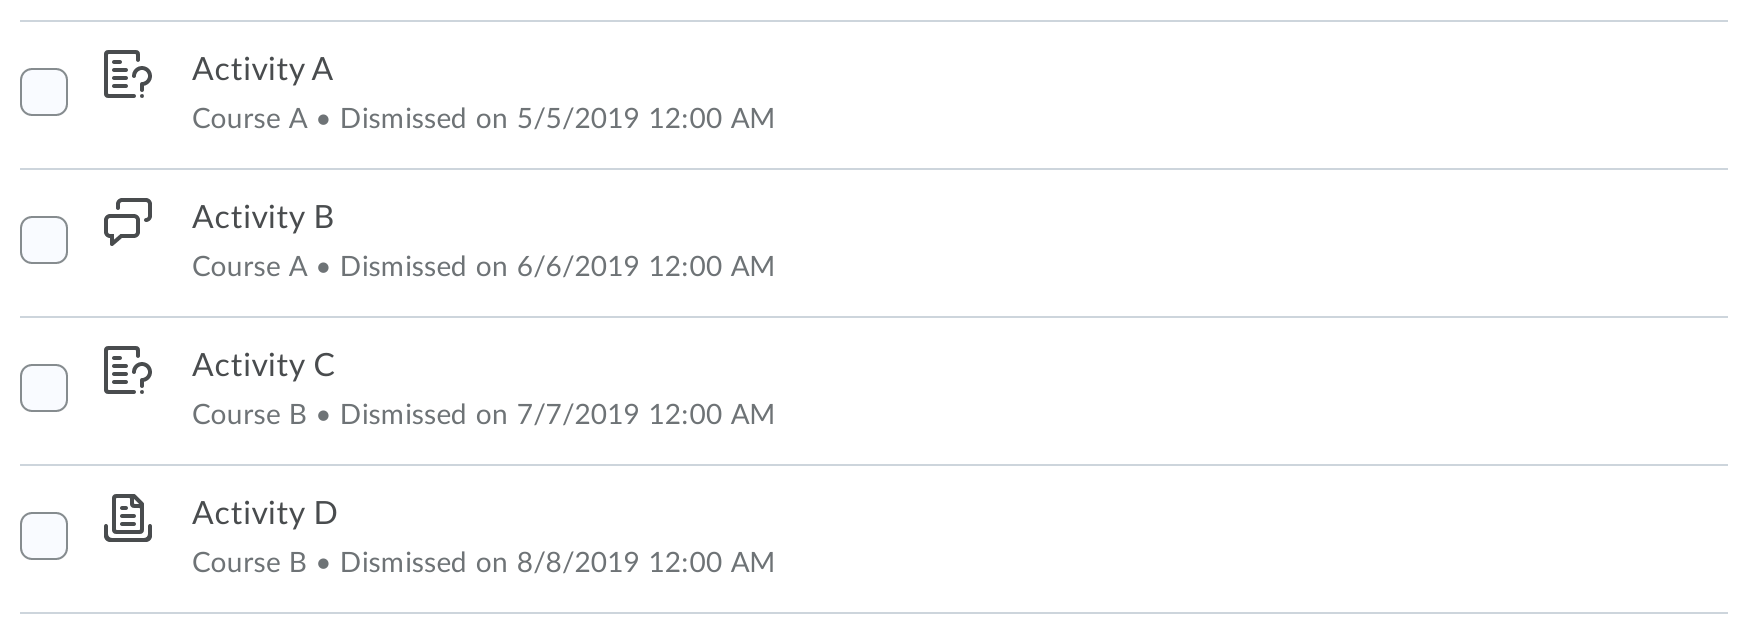 Activity A
Course A • Dismissed on 5/5/2019 12:00 AM
Activity B
Course A • Dismissed on 6/6/2019 12:00 AM
Activity C
Course B • Dismissed on 7/7/2019 12:00 AM
Activity D
Course B • Dismissed on 8/8/2019 12:00 AM